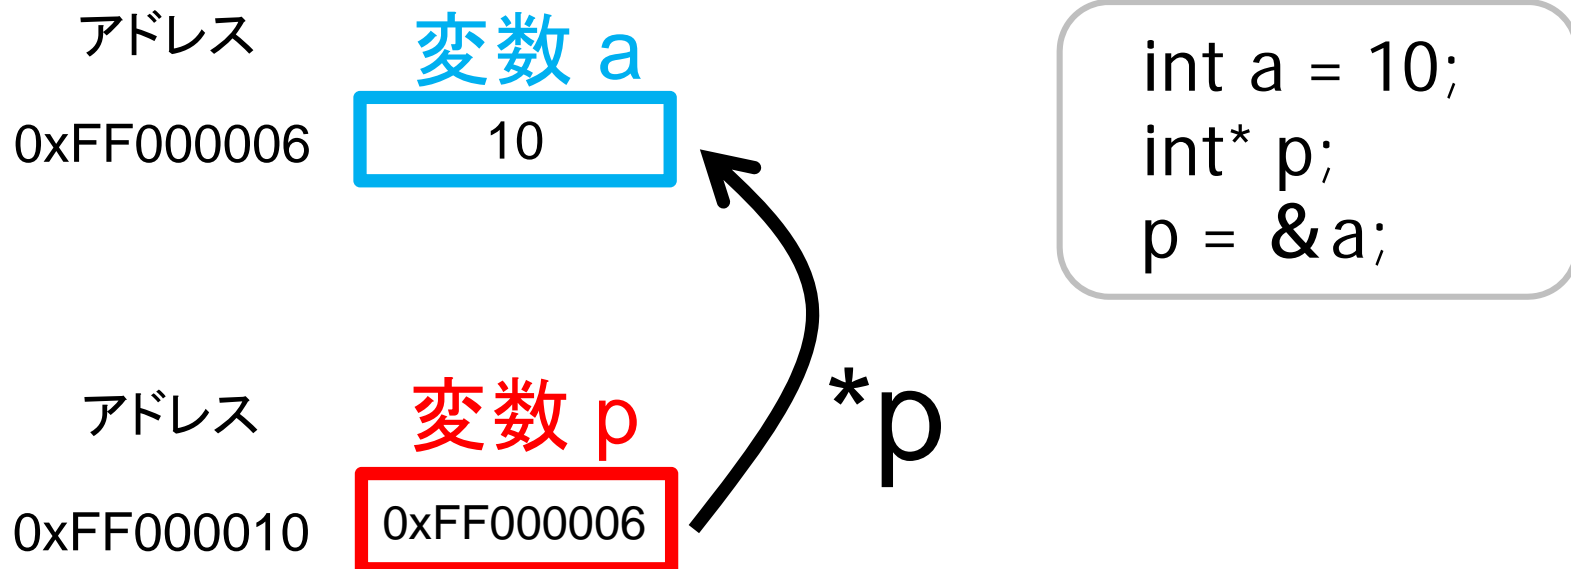 アドレス 変数 a
0xFF000006 10
int a = 10;
int* p;
p = &a;
*p
アドレス 変数 p
0xFF000010 0xFF000006